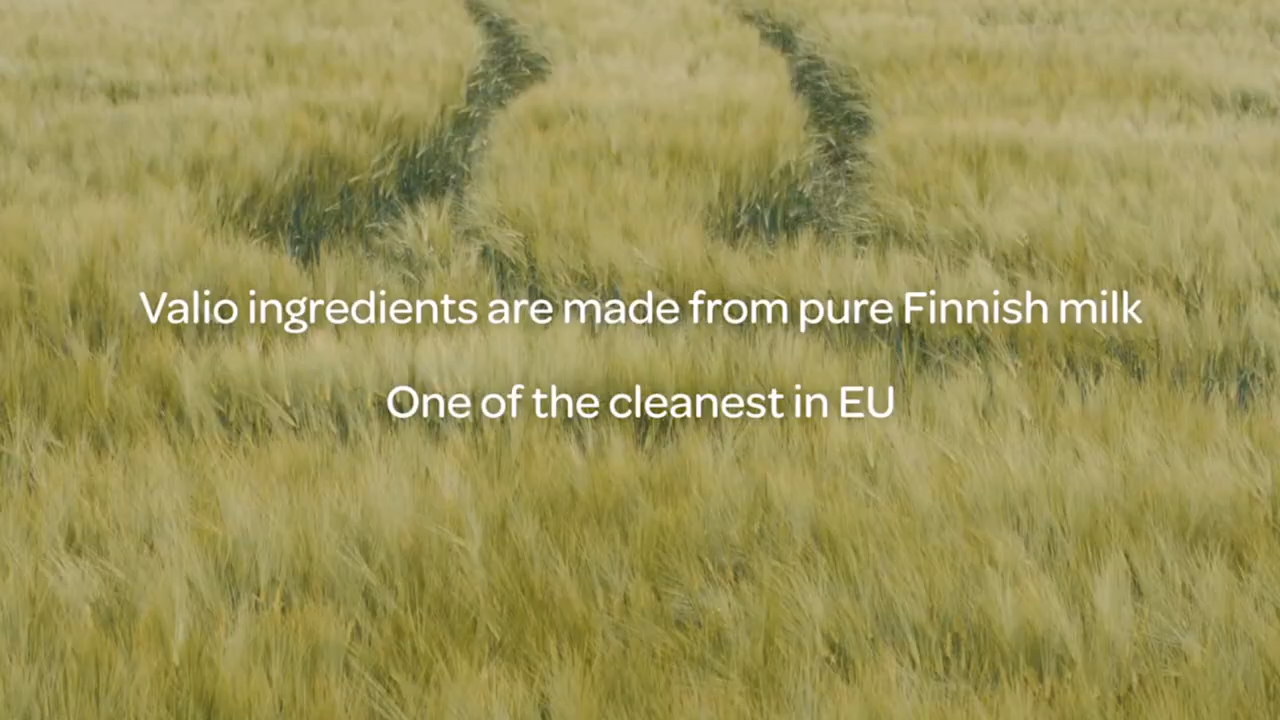 Valio ingredients are made from pure Finnish milk
One of the cleanest in EU